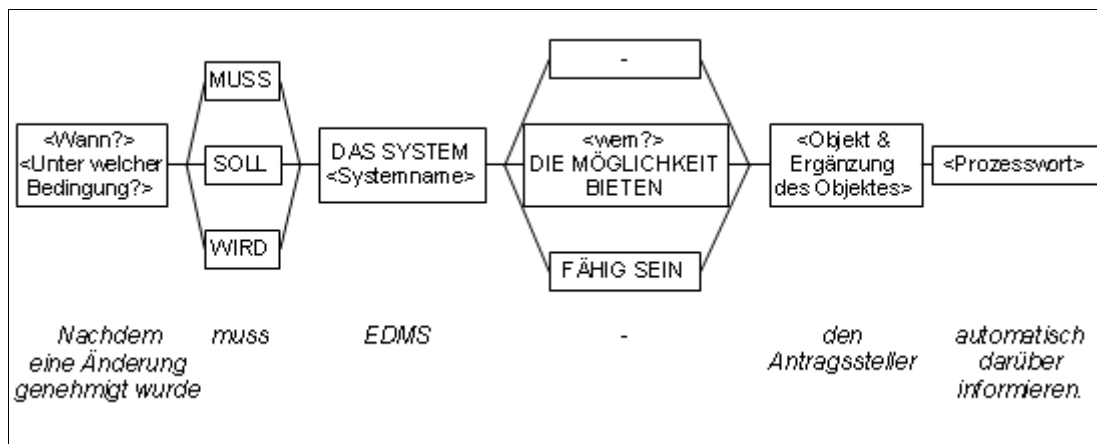 <Wann?>
<Unter welcher
Bedingung?>
MUSS
SOLL
WIRD
DAS SYSTEM
<Systemname>
-
<wem?>
DIE MÖGLICHKEIT
BIETEN
FÄHIG SEIN
<Objekt &
Ergänzung
des Objektes>
<Prozesswort>
Nachdem
eine Änderung
genehmigt wurde
muss
EDMS
-
den
Antragssteller
automatisch
darüber
informieren.